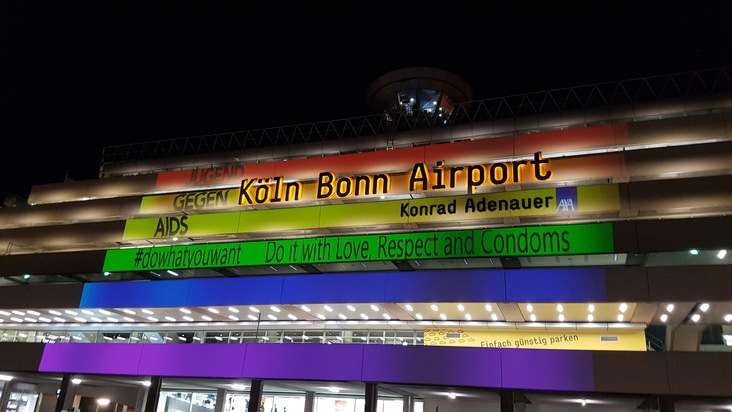 JUGEND
GEGEN
AIDS
Köln Bonn Airport
Konrad Adenauer AXA
#dowhatyouwant Do it with Love, Respect and Condoms
Einfach günstig parken